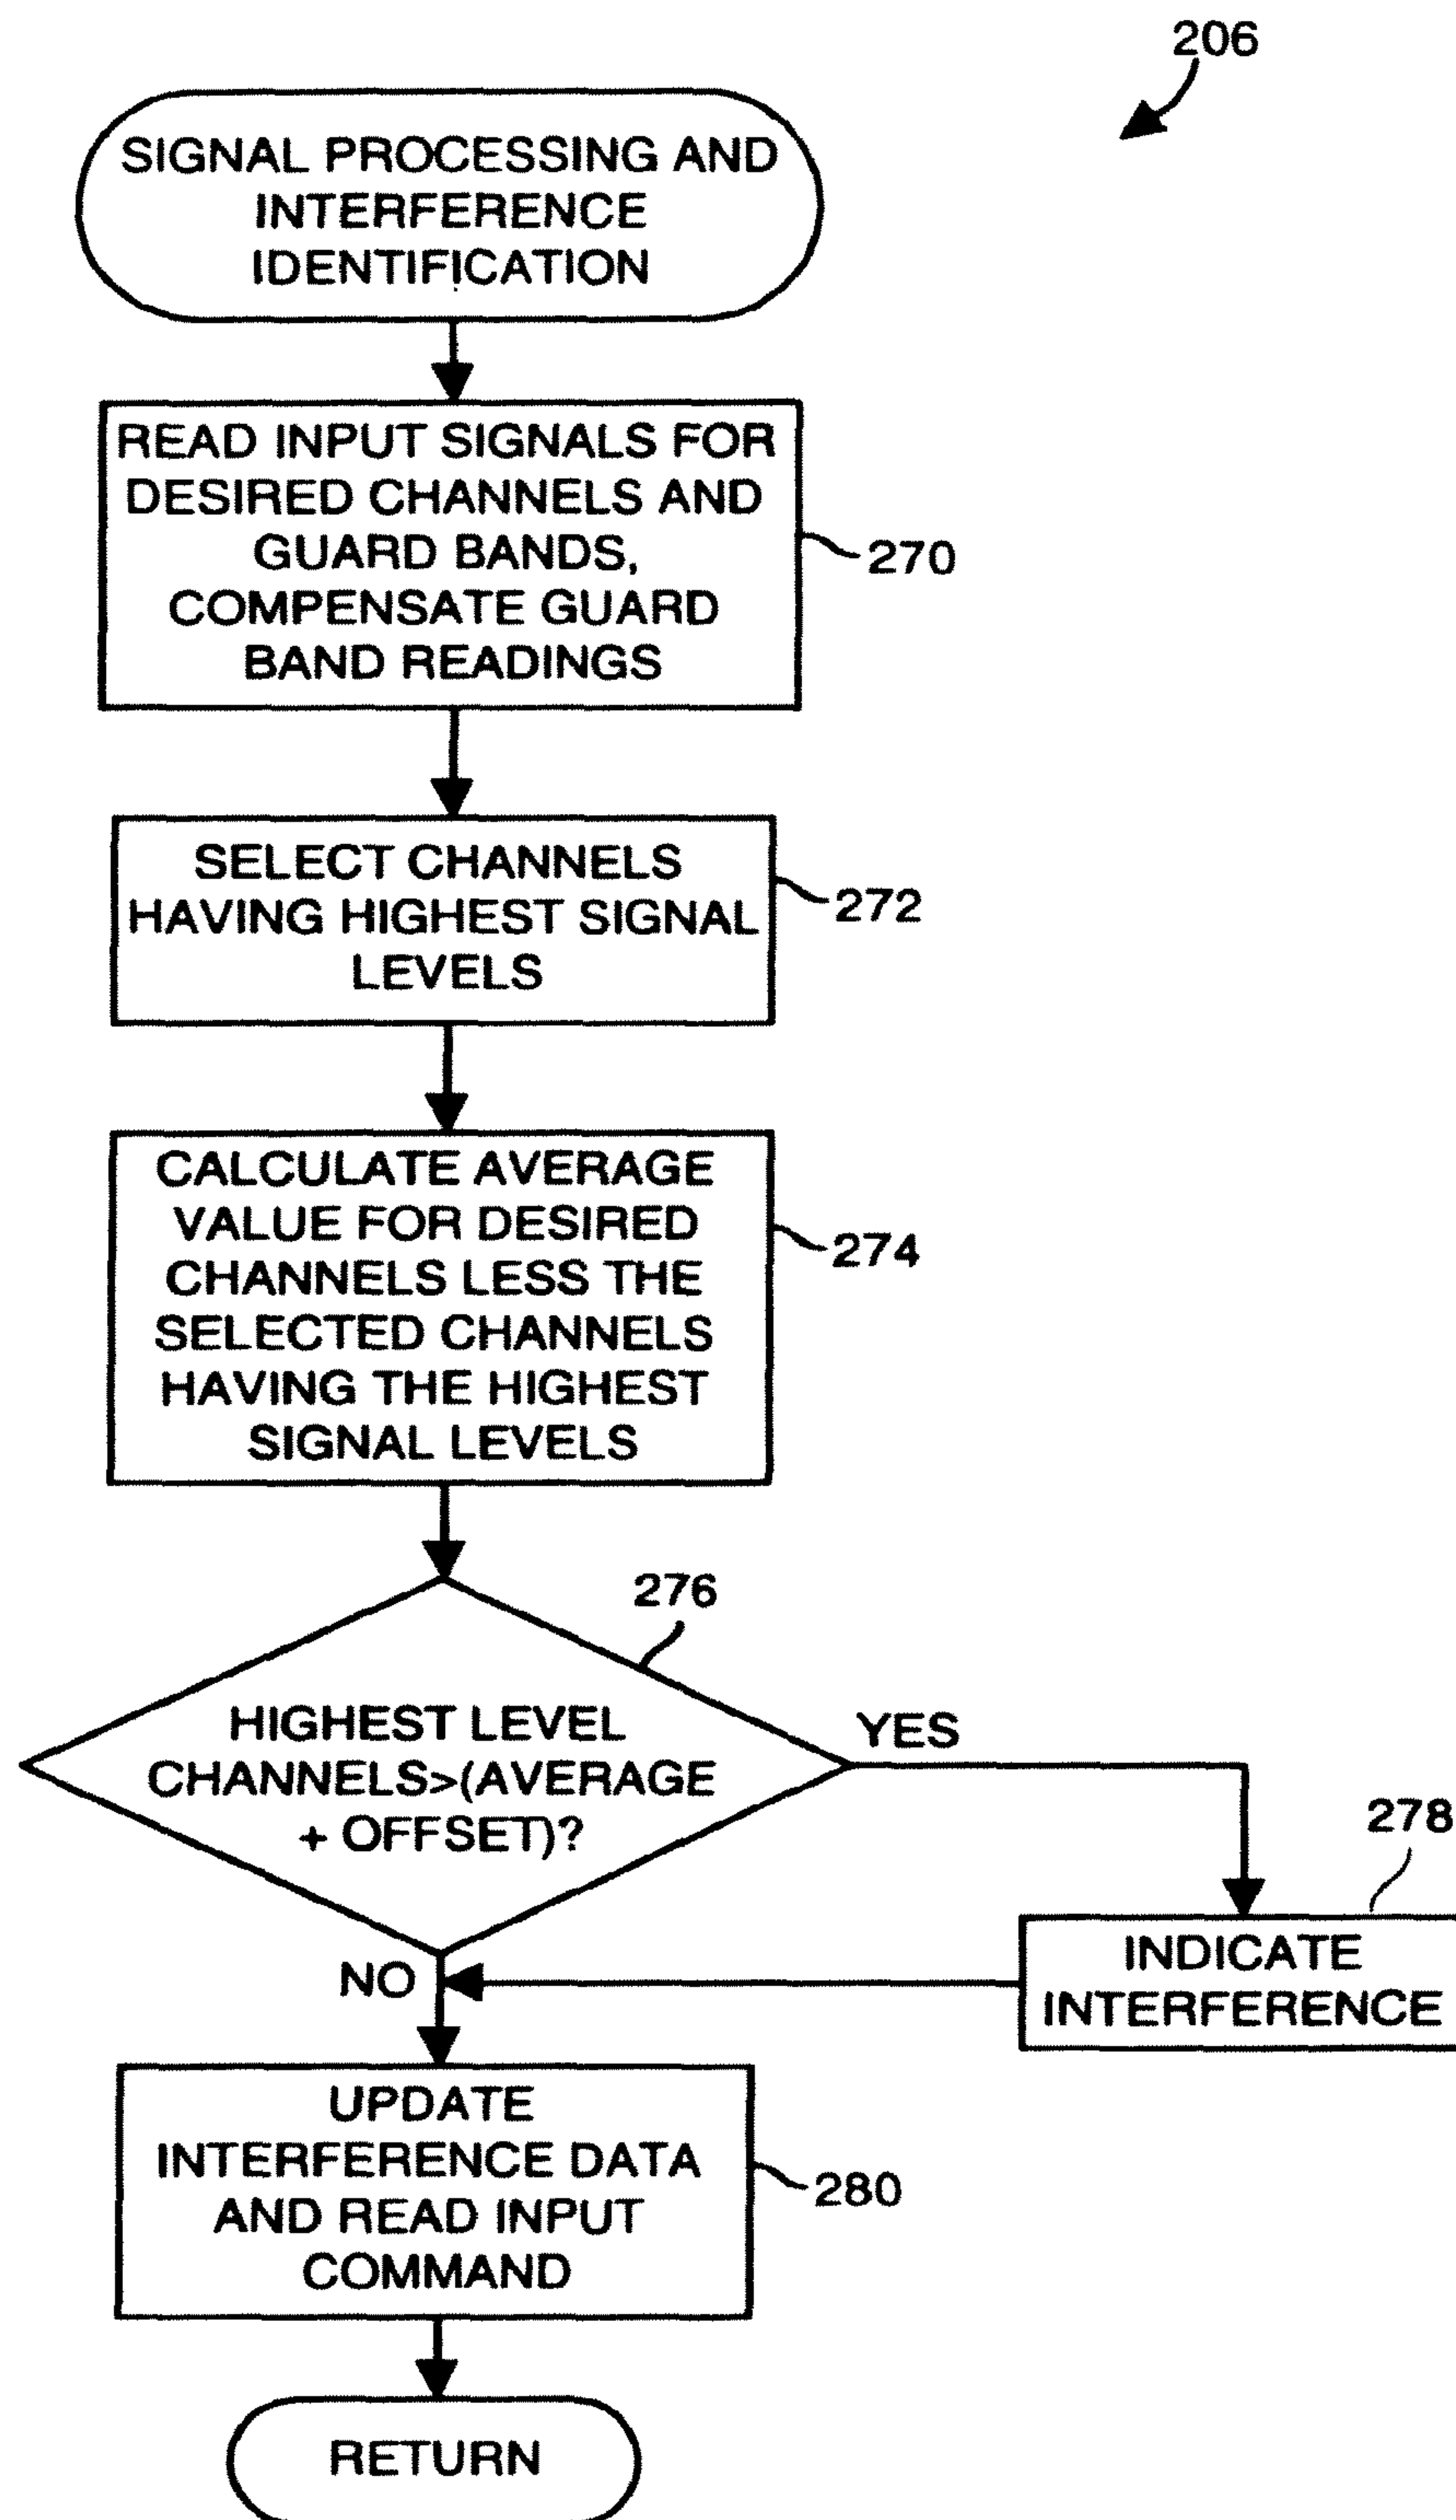 206
SIGNAL PROCESSING AND
INTERFERENCE
IDENTIFICATION
READ INPUT SIGNALS FOR
DESIRED CHANNELS AND
GUARD BANDS,
COMPENSATE GUARD
BAND READINGS
270
SELECT CHANNELS
HAVING HIGHEST SIGNAL
LEVELS
272
CALCULATE AVERAGE
VALUE FOR DESIRED
CHANNELS LESS THE
SELECTED CHANNELS
HAVING THE HIGHEST
SIGNAL LEVELS
274
276
HIGHEST LEVEL
CHANNELS>(AVERAGE
+ OFFSET)?
YES
278
INDICATE
INTERFERENCE
NO
UPDATE
INTERFERENCE DATA
AND READ INPUT
COMMAND
280
RETURN